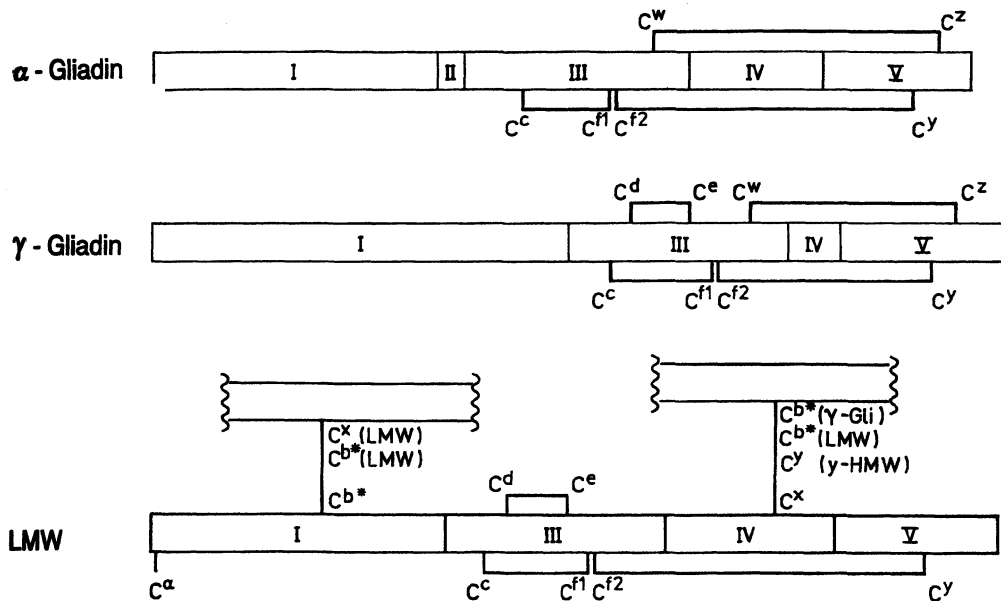 C^w C^z
α - Gliadin I II III IV V
C^c C^f1 C^f2 C^y
C^d C^e C^w C^z
γ - Gliadin I III IV V
C^c C^f1 C^f2 C^y
C^x (LMW)
C^b* (LMW)
C^b*
C^b* (γ-Gli)
C^b* (LMW)
C^y (y-HMW)
C^x
C^d C^e
LMW I III IV V
C^α C^c C^f1 C^f2 C^y